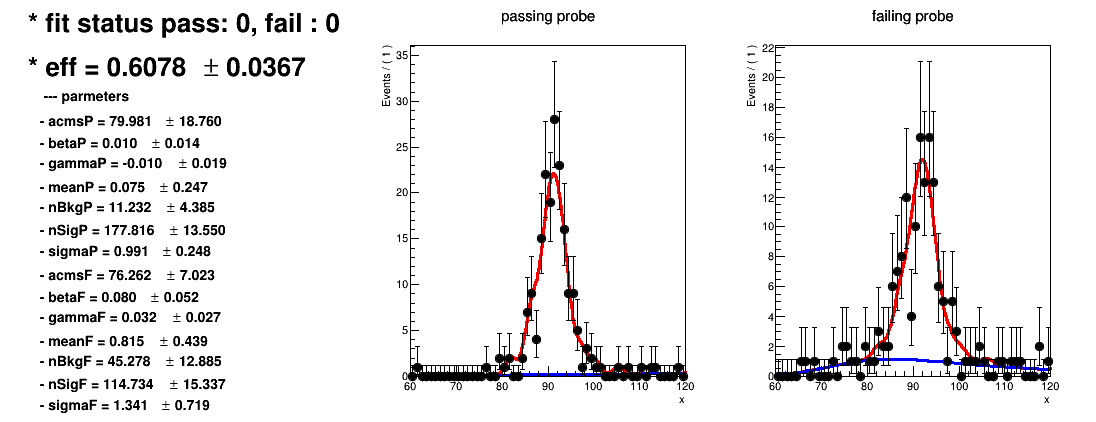 * fit status pass: 0, fail : 0
* eff = 0.6078 ± 0.0367
--- parmeters
- acmsP = 79.981 ± 18.760
- betaP = 0.010 ± 0.014
- gammaP = -0.010 ± 0.019
- meanP = 0.075 ± 0.247
- nBkgP = 11.232 ± 4.385
- nSigP = 177.816 ± 13.550
- sigmaP = 0.991 ± 0.248
- acmsF = 76.262 ± 7.023
- betaF = 0.080 ± 0.052
- gammaF = 0.032 ± 0.027
- meanF = 0.815 ± 0.439
- nBkgF = 45.278 ± 12.885
- nSigF = 114.734 ± 15.337
- sigmaF = 1.341 ± 0.719
passing probe
Events / ( 1 )
35
30
25
20
15
10
5
0
60 70 80 90 100 110 120
x
failing probe
Events / ( 1 )
22
20
18
16
14
12
10
8
6
4
2
0
60 70 80 90 100 110 120
x